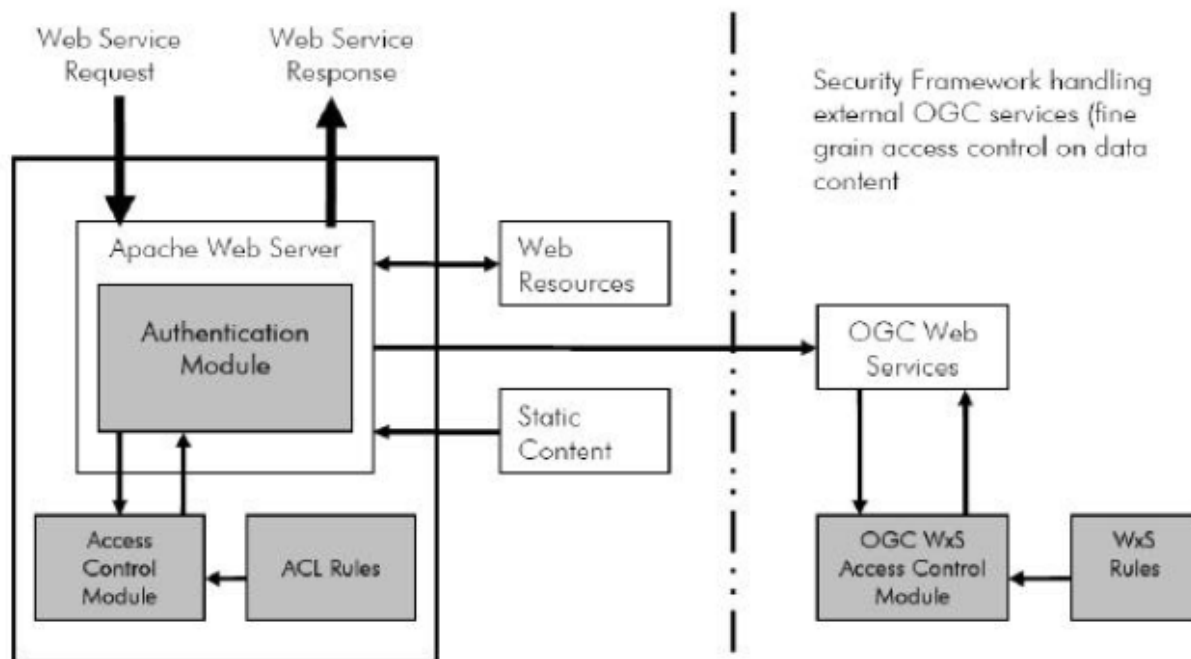 Web Service
Request
Web Service
Response
Security Framework handling
external OGC services (fine
grain access control on data
content
Apache Web Server
Web
Resources
Authentication
Module
OGC Web
Services
Static
Content
Access
Control
Module
ACL Rules
OGC WxS
Access Control
Module
WxS
Rules